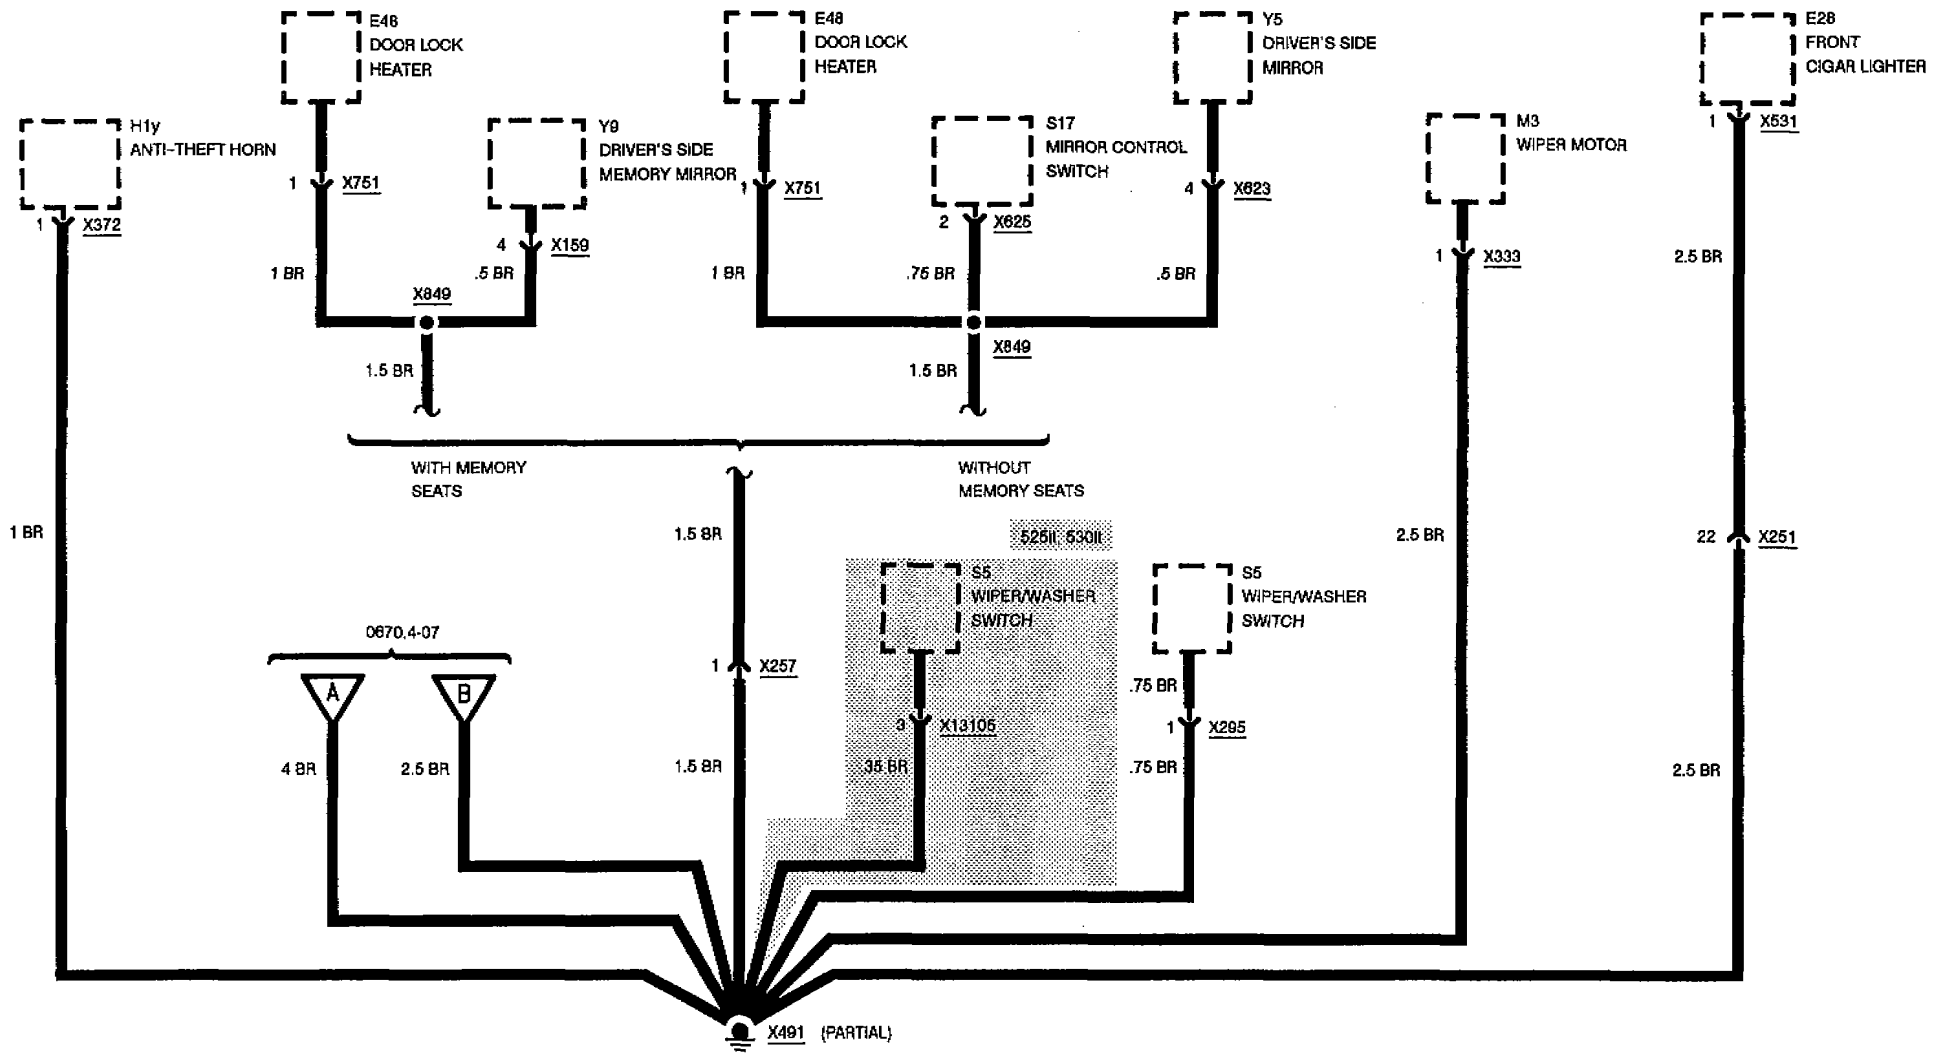 E48
DOOR LOCK
HEATER
E48
DOOR LOCK
HEATER
Y5
DRIVER'S SIDE
MIRROR
E28
FRONT
CIGAR LIGHTER
H1y
ANTI-THEFT HORN
Y9
DRIVER'S SIDE
MEMORY MIRROR
S17
MIRROR CONTROL
SWITCH
M3
WIPER MOTOR
1 X531
1 X751
1 X751
4 X623
1 X372
2 X625
4 X159
1 X333
1 BR
.5 BR
1 BR
.75 BR
.5 BR
2.5 BR
X849
X849
1.5 BR
1.5 BR
WITH MEMORY
SEATS
WITHOUT
MEMORY SEATS
1 BR
1.5 BR
525iI, 530iI
2.5 BR
22 X251
S5
WIPER/WASHER
SWITCH
S5
WIPER/WASHER
SWITCH
0670.4-07
1 X257
A
B
.75 BR
3 X13105
1 X295
4 BR
2.5 BR
1.5 BR
.35 BR
.75 BR
2.5 BR
X491 (PARTIAL)